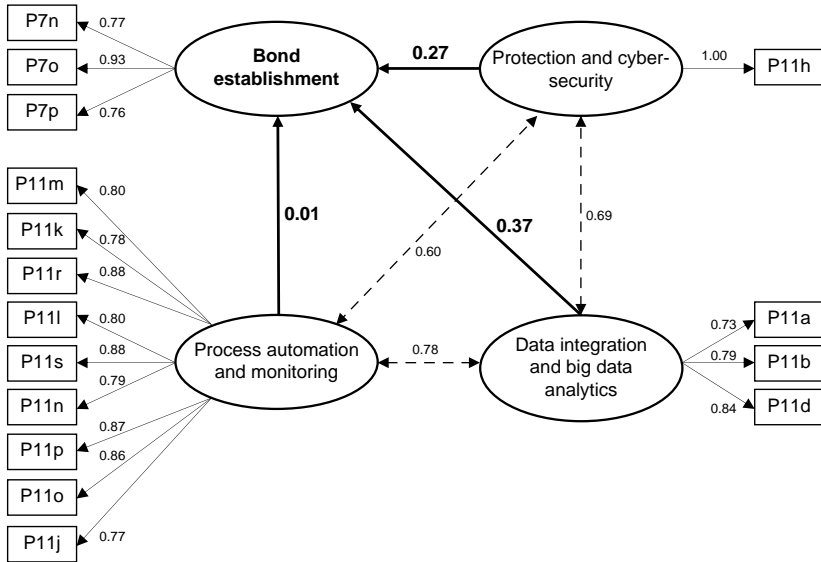 P7n
0.77
P7o
0.93
P7p
0.76
Bond
establishment
0.27
Protection and cyber-
security
1.00
P11h
P11m
0.80
P11k
0.78
P11r
0.88
P11l
0.80
P11s
0.88
P11n
0.79
P11p
0.87
P11o
0.86
P11j
0.77
0.01
0.37
0.60
0.69
Process automation
and monitoring
0.78
Data integration
and big data
analytics
0.73
P11a
0.79
P11b
0.84
P11d